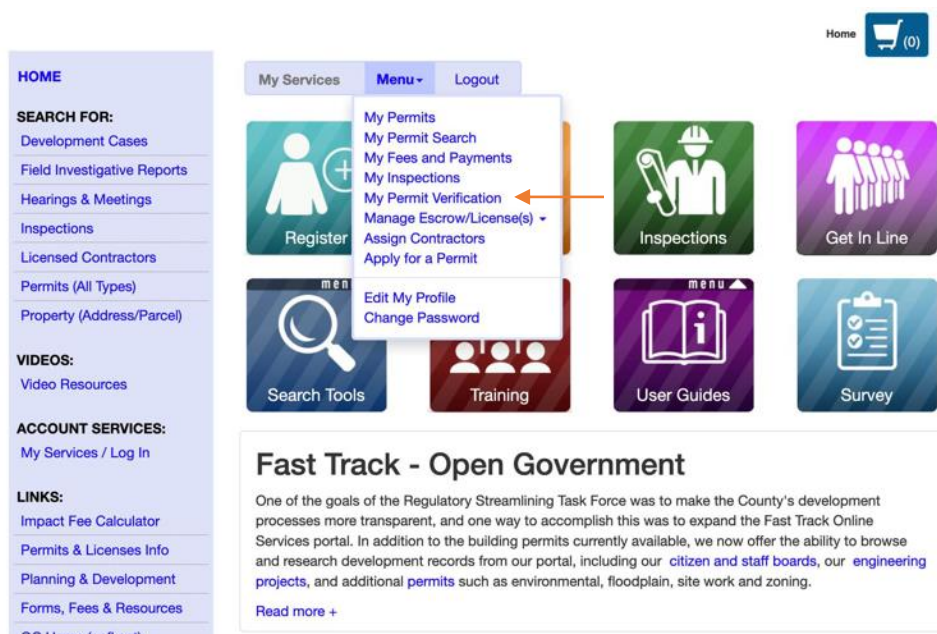 Home
(0)
HOME
SEARCH FOR:
Development Cases
Field Investigative Reports
Hearings & Meetings
Inspections
Licensed Contractors
Permits (All Types)
Property (Address/Parcel)
VIDEOS:
Video Resources
ACCOUNT SERVICES:
My Services / Log In
LINKS:
Impact Fee Calculator
Permits & Licenses Info
Planning & Development
Forms, Fees & Resources
My Services Menu Logout
My Permits
My Permit Search
My Fees and Payments
My Inspections
My Permit Verification
Manage Escrow/License(s)
Assign Contractors
Apply for a Permit
Edit My Profile
Change Password
Register
Inspections
Get In Line
menu
Search Tools
Training
menu
User Guides
Survey
Fast Track - Open Government
One of the goals of the Regulatory Streamlining Task Force was to make the County's development
processes more transparent, and one way to accomplish this was to expand the Fast Track Online
Services portal. In addition to the building permits currently available, we now offer the ability to browse
and research development records from our portal, including our citizen and staff boards, our engineering
projects, and additional permits such as environmental, floodplain, site work and zoning.
Read more +